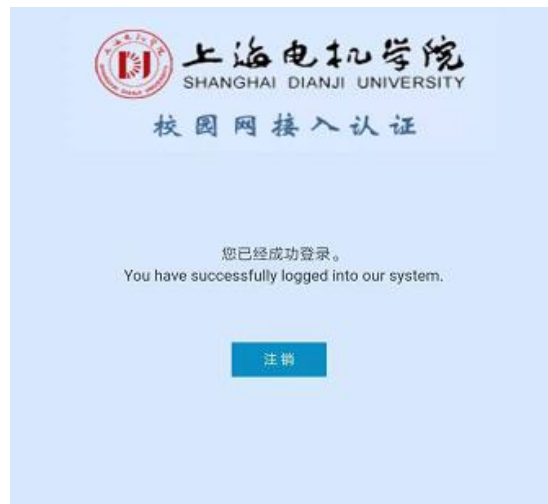 上海电机学院
SHANGHAI DIANJI UNIVERSITY
校园网接入认证
您已经成功登录。
You have successfully logged into our system.
注销